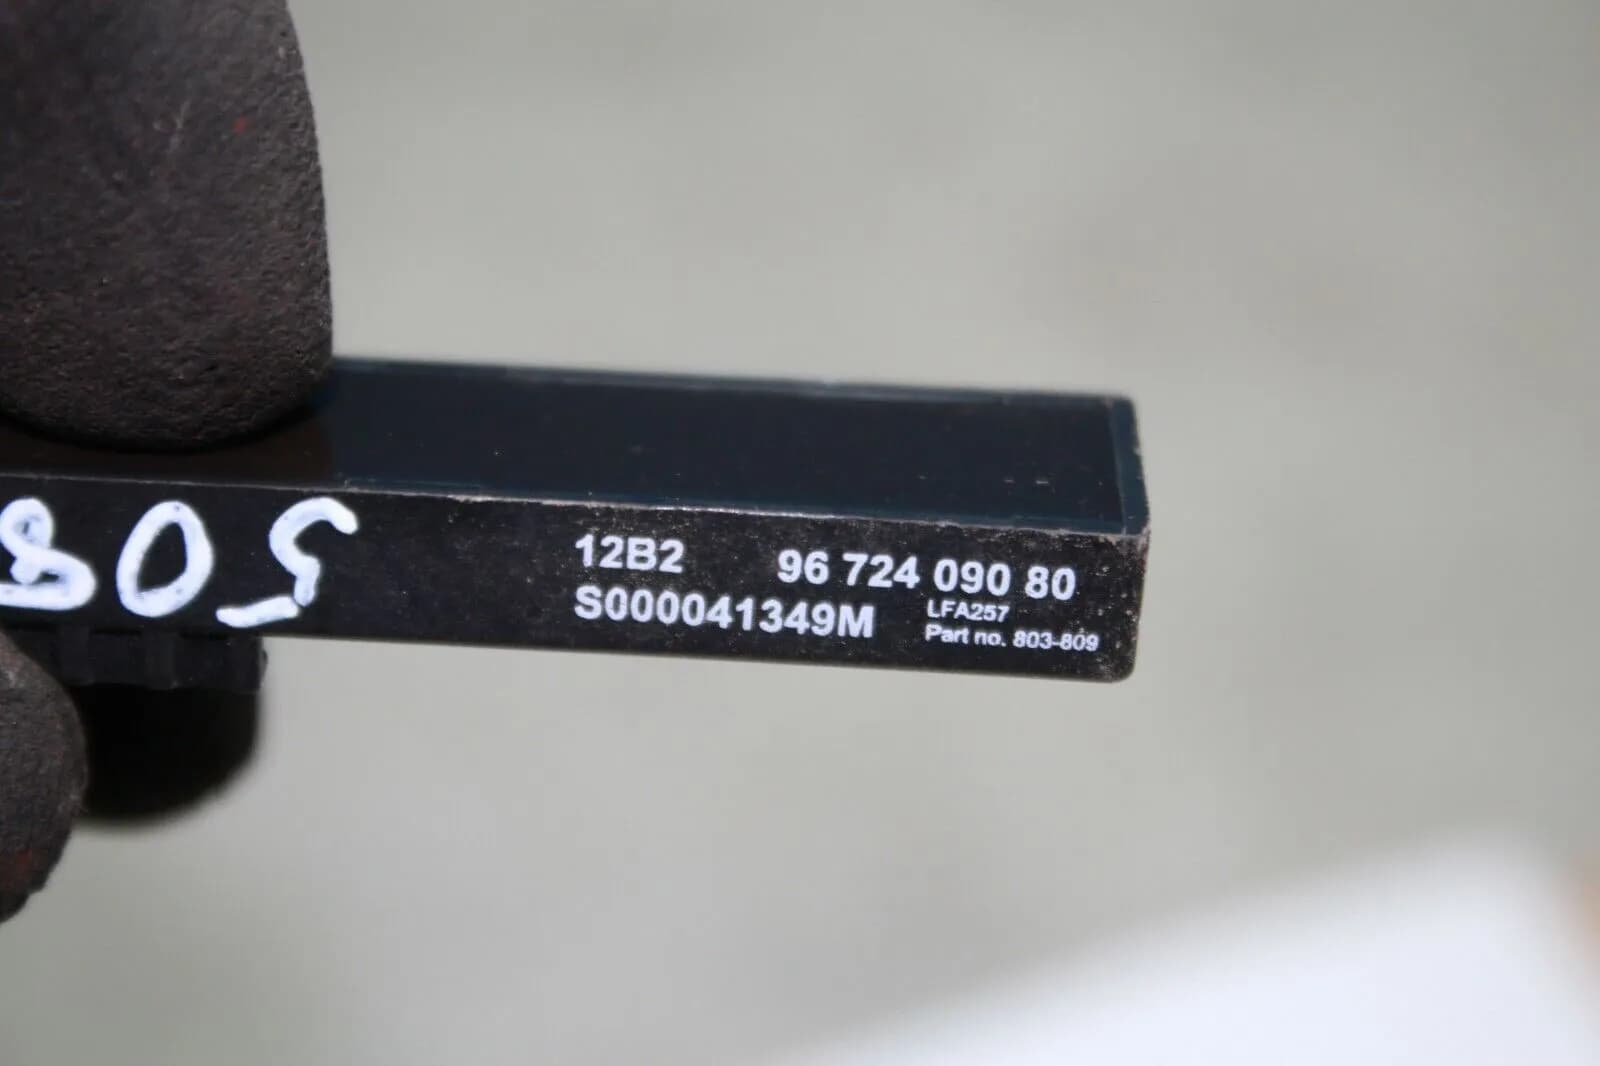 508
12B2 96 724 090 80
S000041349M LFA257
Part no. 803-809